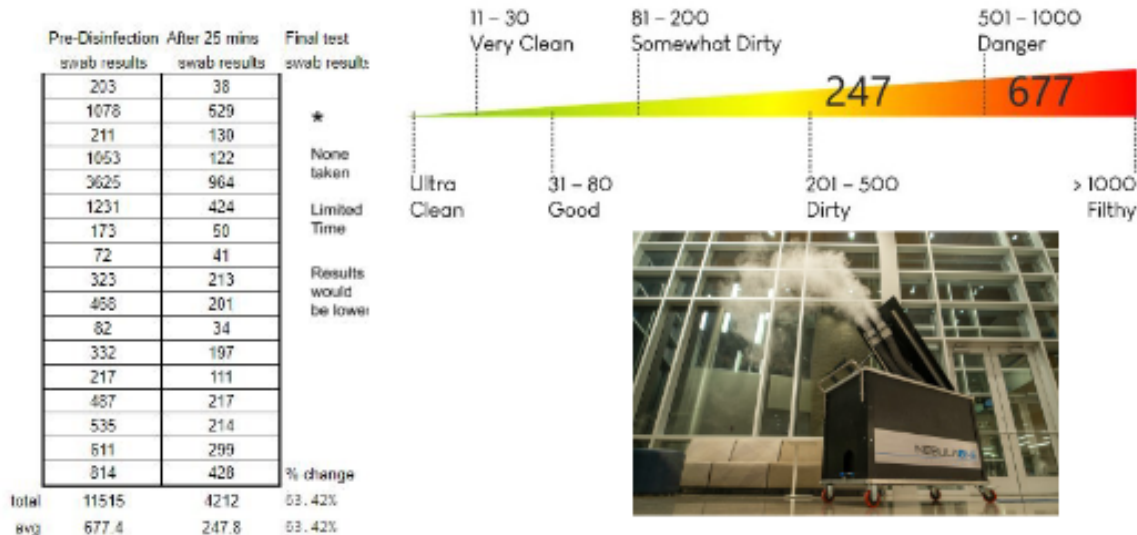 Pre-Disinfection After 25 mins Final test
swab results swab results swab results
203 38
1078 529
211 130
1053 122
3625 964
1231 424
173 50
72 41
323 213
468 201
82 34
332 197
217 111
487 217
535 214
611 299
814 428 % change
total 11515 4212 63.42%
avg 677.4 247.8 63.42%
*
None
taken
Limited
Time
Results
would
be lower
11 – 30
Very Clean
81 – 200
Somewhat Dirty
501 – 1000
Danger
247 677
Ultra
Clean
31 – 80
Good
201 – 500
Dirty
> 1000
Filthy